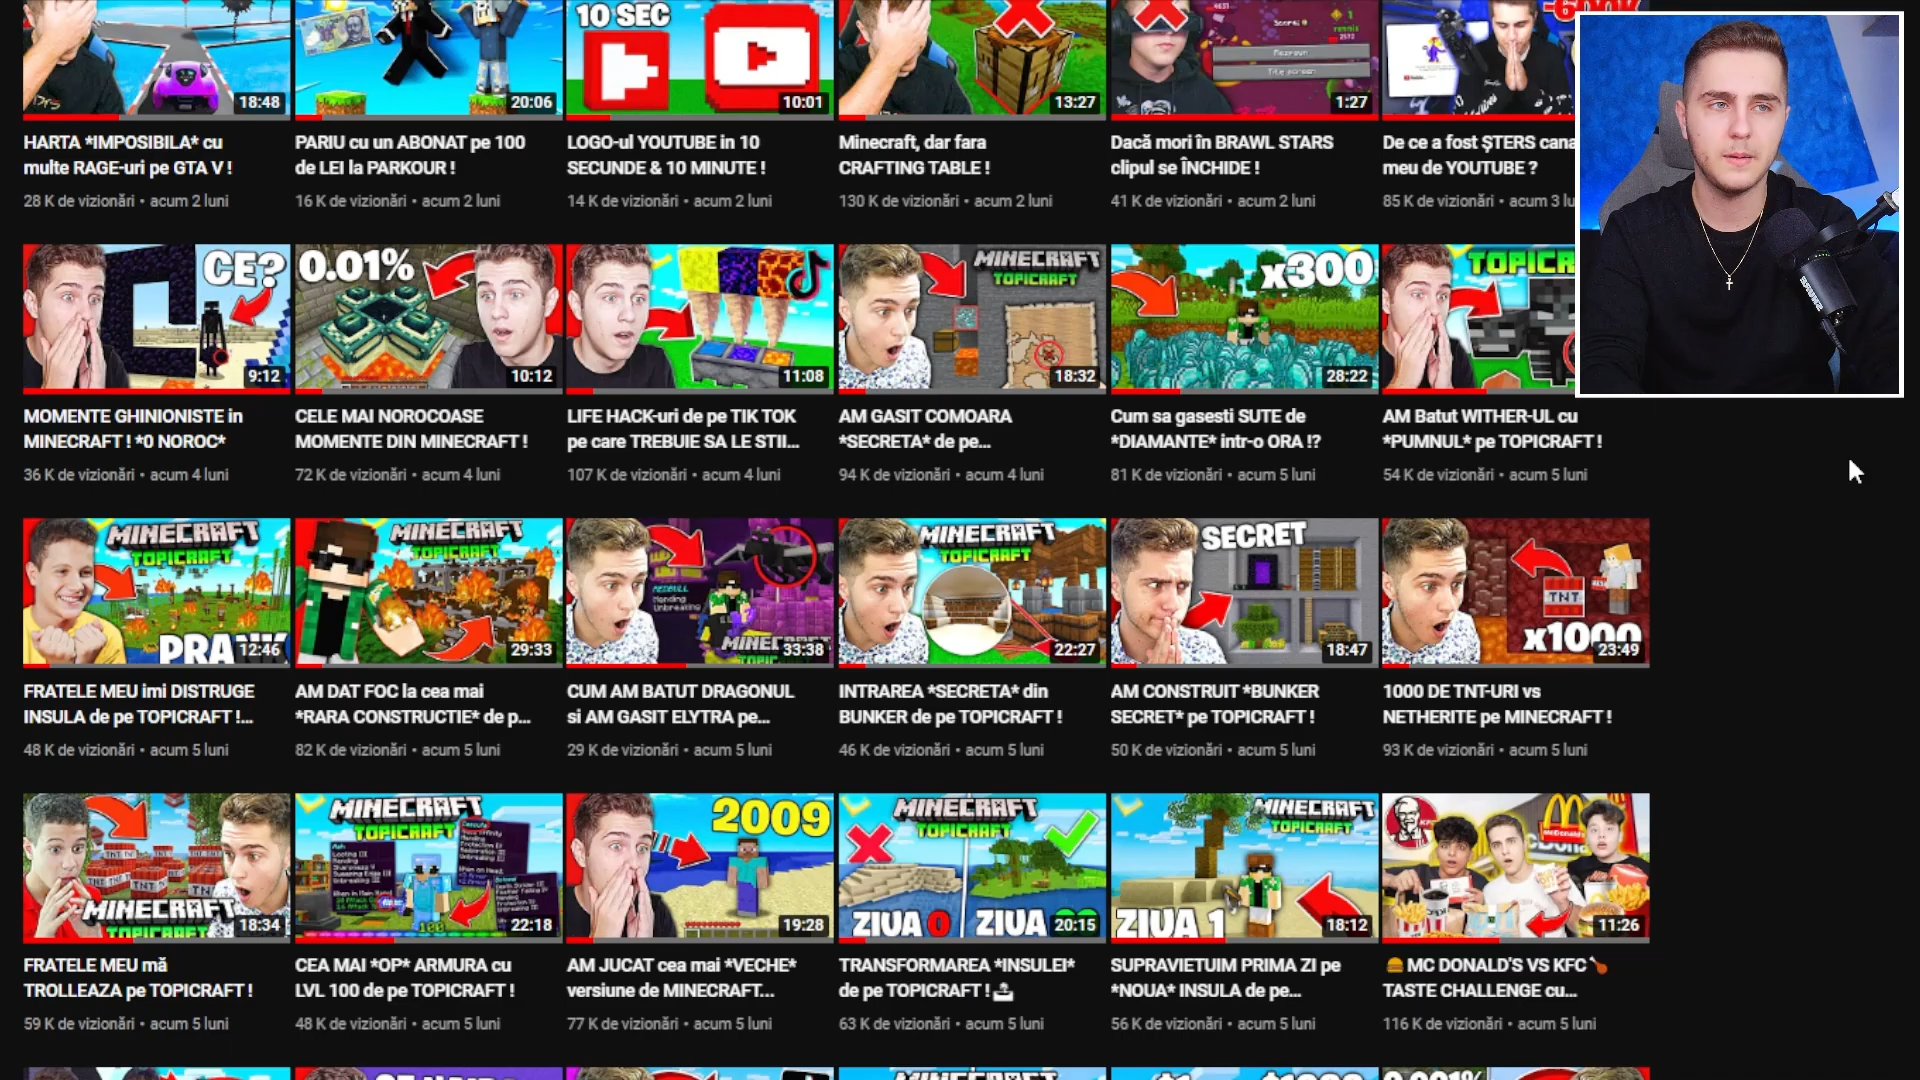 10 SEC
-600K
18:48
20:06
10:01
13:27
1:27
HARTA *IMPOSIBILA* cu
multe RAGE-uri pe GTA V !
28 K de vizionări • acum 2 luni
PARIU cu un ABONAT pe 100
de LEI la PARKOUR !
16 K de vizionări • acum 2 luni
LOGO-ul YOUTUBE in 10
SECUNDE & 10 MINUTE !
14 K de vizionări • acum 2 luni
Minecraft, dar fara
CRAFTING TABLE !
130 K de vizionări • acum 2 luni
Dacă mori în BRAWL STARS
clipul se ÎNCHIDE !
41 K de vizionări • acum 2 luni
De ce a fost ȘTERS cana
meu de YOUTUBE ?
85 K de vizionări • acum 3 lu
CE?
9:12
0.01%
10:12
11:08
MINECRAFT
TOPICRAFT
18:32
x300
28:22
TOPICR
MOMENTE GHINIONISTE in
MINECRAFT ! *0 NOROC*
36 K de vizionări • acum 4 luni
CELE MAI NOROCOASE
MOMENTE DIN MINECRAFT !
72 K de vizionări • acum 4 luni
LIFE HACK-uri de pe TIK TOK
pe care TREBUIE SA LE STII...
107 K de vizionări • acum 4 luni
AM GASIT COMOARA
*SECRETA* de pe...
94 K de vizionări • acum 4 luni
Cum sa gasesti SUTE de
*DIAMANTE* intr-o ORA !?
81 K de vizionări • acum 5 luni
AM Batut WITHER-UL cu
*PUMNUL* pe TOPICRAFT !
54 K de vizionări • acum 5 luni
MINECRAFT
TOPICRAFT
PRANK
12:46
MINECRAFT
TOPICRAFT
29:33
Mending
Unbreaking
MINEC
33:38
MINECRAFT
TOPICRAFT
22:27
SECRET
18:47
TNT
x1000
23:49
FRATELE MEU imi DISTRUGE
INSULA de pe TOPICRAFT !...
48 K de vizionări • acum 5 luni
AM DAT FOC la cea mai
*RARA CONSTRUCTIE* de p...
82 K de vizionări • acum 5 luni
CUM AM BATUT DRAGONUL
si AM GASIT ELYTRA pe...
29 K de vizionări • acum 5 luni
INTRAREA *SECRETA* din
BUNKER de pe TOPICRAFT !
46 K de vizionări • acum 5 luni
AM CONSTRUIT *BUNKER
SECRET* pe TOPICRAFT !
50 K de vizionări • acum 5 luni
1000 DE TNT-URI vs
NETHERITE pe MINECRAFT !
93 K de vizionări • acum 5 luni
TNT
MINECRAFT
TOPICRAFT
18:34
MINECRAFT
TOPICRAFT
22:18
2009
19:28
MINECRAFT
TOPICRAFT
ZIUA 0
ZIUA
20:15
MINECRAFT
TOPICRAFT
ZIUA 1
18:12
KFC
McDonald's
11:26
FRATELE MEU mă
TROLLEAZA pe TOPICRAFT !
59 K de vizionări • acum 5 luni
CEA MAI *OP* ARMURA cu
LVL 100 de pe TOPICRAFT !
48 K de vizionări • acum 5 luni
AM JUCAT cea mai *VECHE*
versiune de MINECRAFT...
77 K de vizionări • acum 5 luni
TRANSFORMAREA *INSULEI*
de pe TOPICRAFT ! 🏝
63 K de vizionări • acum 5 luni
SUPRAVIETUIM PRIMA ZI pe
*NOUA* INSULA de pe...
56 K de vizionări • acum 5 luni
🍔MC DONALD'S VS KFC🍗
TASTE CHALLENGE cu...
116 K de vizionări • acum 5 luni